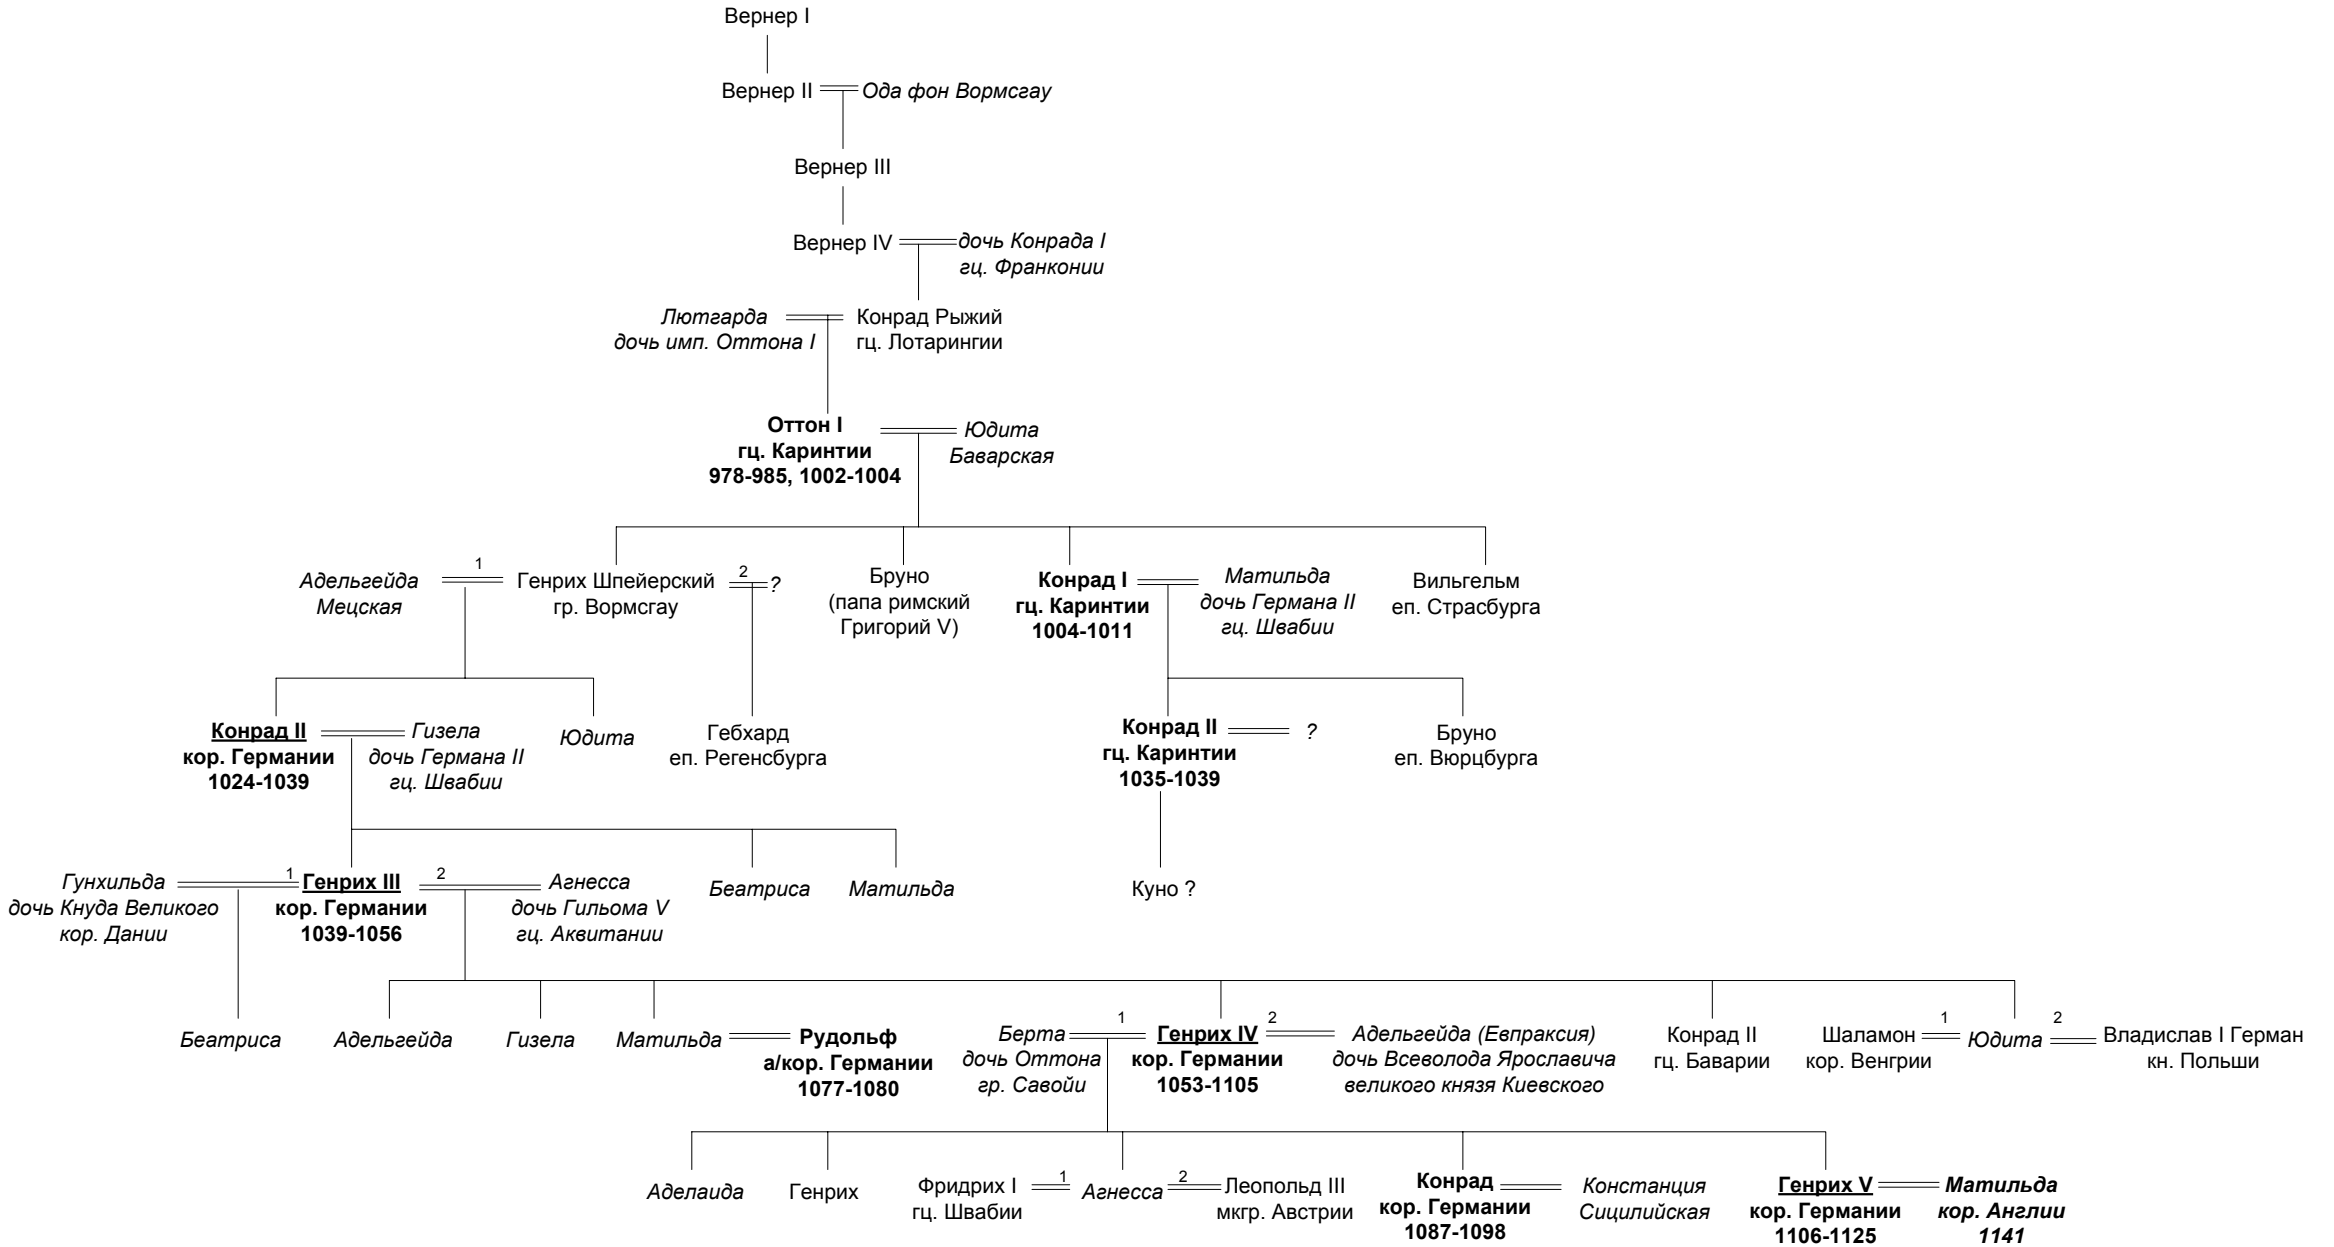 Вернер I
Вернер II
Ода фон Вормсгау
Вернер III
Вернер IV
дочь Конрада I
гц. Франконии
Лютгарда
дочь имп. Оттона I
Конрад Рыжий
гц. Лотарингии
Оттон I
гц. Каринтии
978-985, 1002-1004
Юдита
Баварская
Адельгейда
Мецская
1
Генрих Шпейерский
гр. Вормсгау
2
?
Бруно
(папа римский
Григорий V)
Конрад I
гц. Каринтии
1004-1011
Матильда
дочь Германа II
гц. Швабии
Вильгельм
еп. Страсбурга
Конрад II
кор. Германии
1024-1039
Гизела
дочь Германа II
гц. Швабии
Юдита
Гебхард
еп. Регенсбурга
Конрад II
гц. Каринтии
1035-1039
?
Бруно
еп. Вюрцбурга
Гунхильда
дочь Кнуда Великого
кор. Дании
1
Генрих III
кор. Германии
1039-1056
2
Агнесса
дочь Гильома V
гц. Аквитании
Беатриса
Матильда
Куно ?
Беатриса
Адельгейда
Гизела
Матильда
Рудольф
а/кор. Германии
1077-1080
Берта
дочь Оттона
гр. Савойи
1
Генрих IV
кор. Германии
1053-1105
2
Адельгейда (Евпраксия)
дочь Всеволода Ярославича
великого князя Киевского
Конрад II
гц. Баварии
Шаламон
кор. Венгрии
1
Юдита
2
Владислав I Герман
кн. Польши
Аделаида
Генрих
Фридрих I
гц. Швабии
1
Агнесса
2
Леопольд III
мкгр. Австрии
Конрад
кор. Германии
1087-1098
Констанция
Сицилийская
Генрих V
кор. Германии
1106-1125
Матильда
кор. Англии
1141